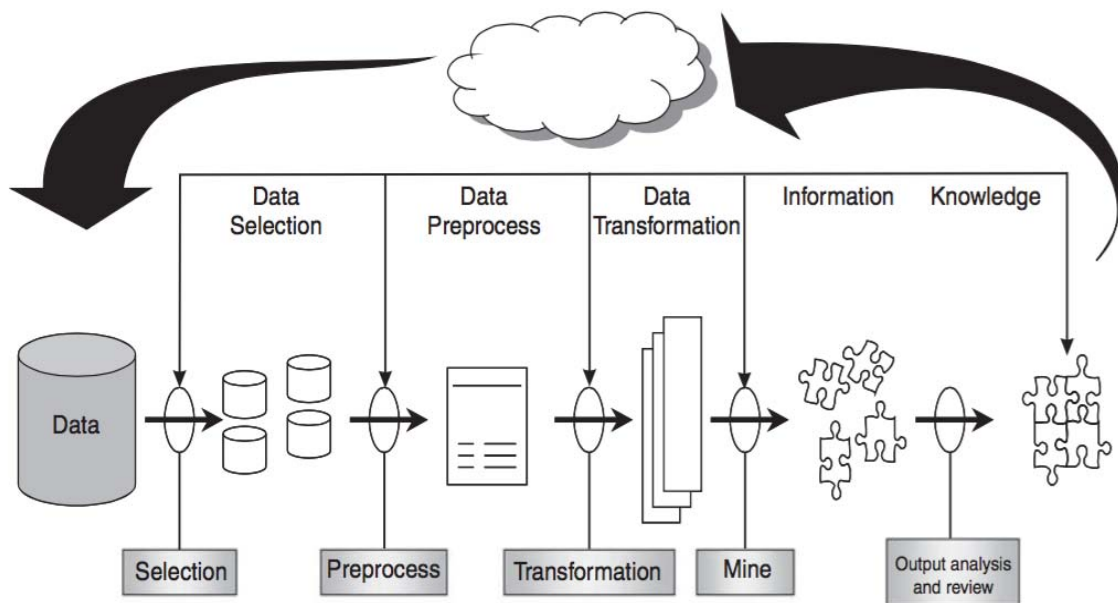 Data
Selection
Data
Preprocess
Data
Transformation
Information
Knowledge
Data
Selection
Preprocess
Transformation
Mine
Output analysis
and review